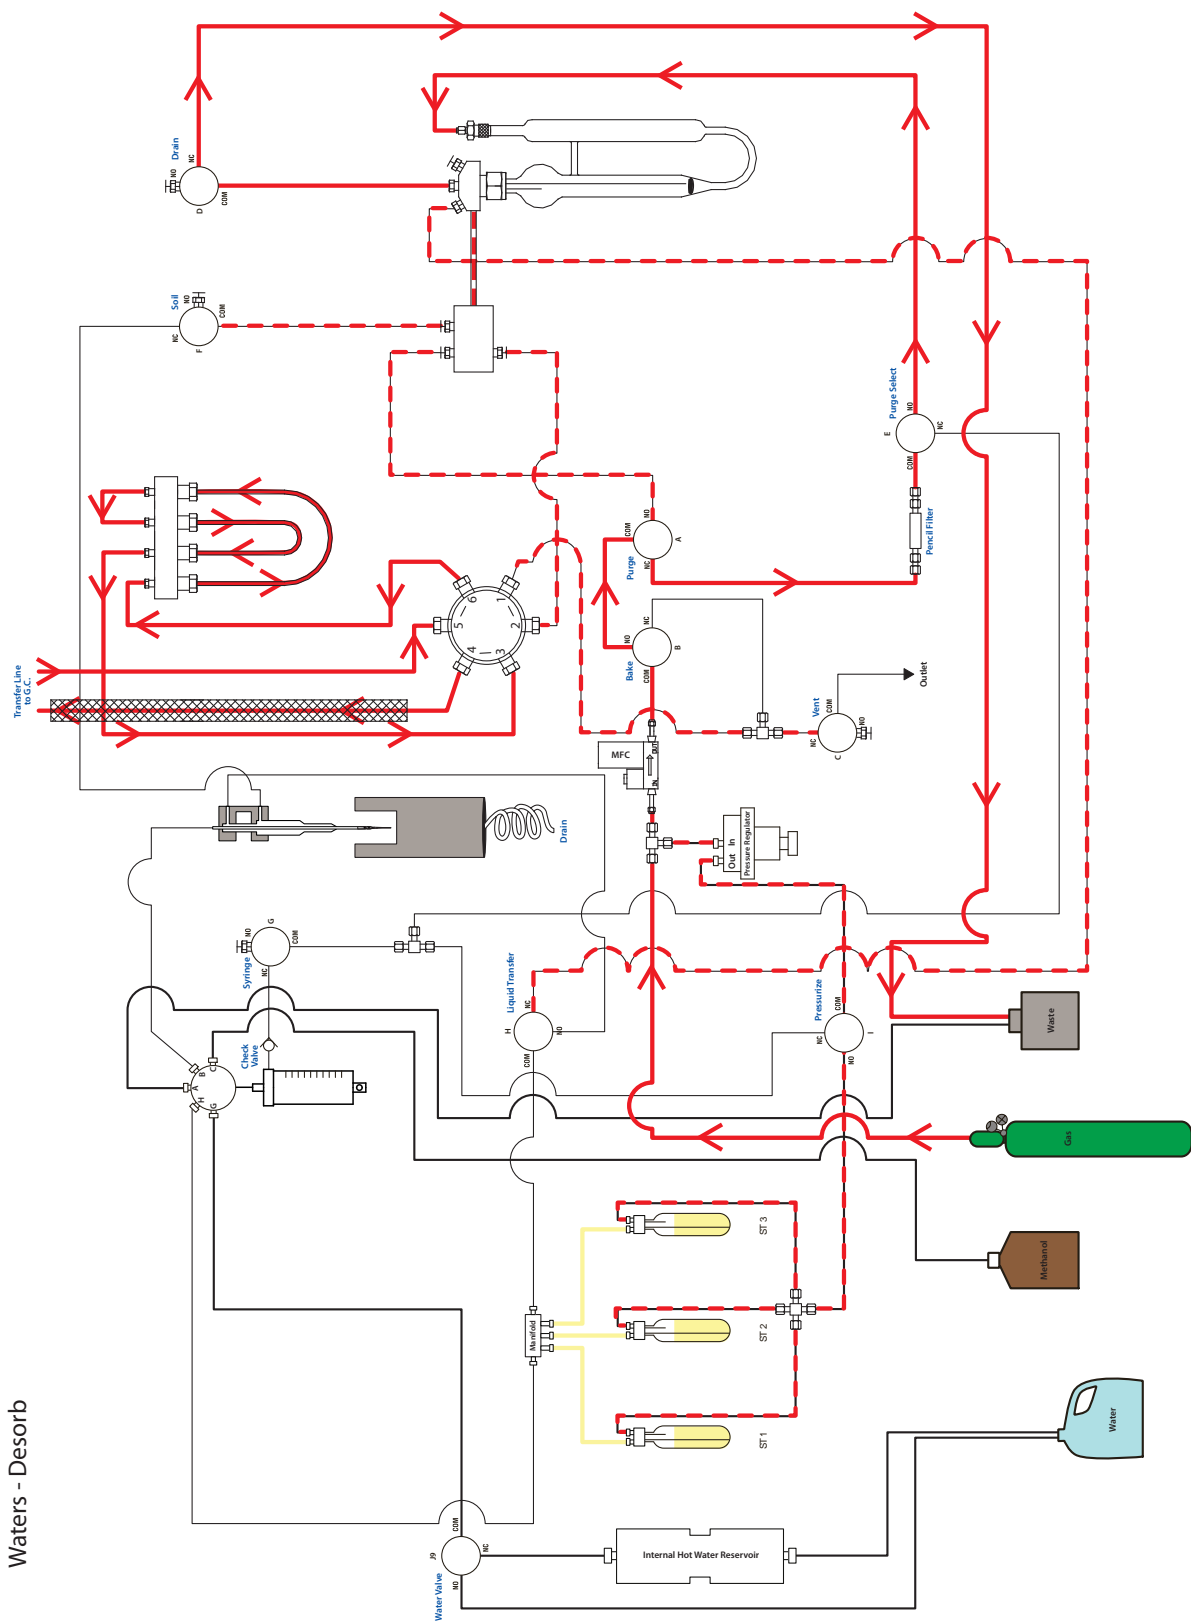 Waters - Desorb
Transfer Line
to G.C.
Drain
NO
NC
COM
D
Soil
NO
NC
COM
F
Purge Select
E
NO
NC
COM
Pencil Filter
Purge
COM
NO
NC
A
Bake
NO
NC
COM
B
1
2
3
4
5
6
Vent
COM
NC
NO
C
Outlet
MFC
IN
OUT
Out In
Pressure Regulator
Drain
Syringe
G
NO
COM
NC
Check
Valve
Liquid Transfer
H
NC
NO
COM
Pressurize
COM
NC
NO
I
A
B
C
G
H
Waste
Gas
Methanol
Water
Manifold
ST 1
ST 2
ST 3
Water Valve
J9
COM
NC
NO
Internal Hot Water Reservoir